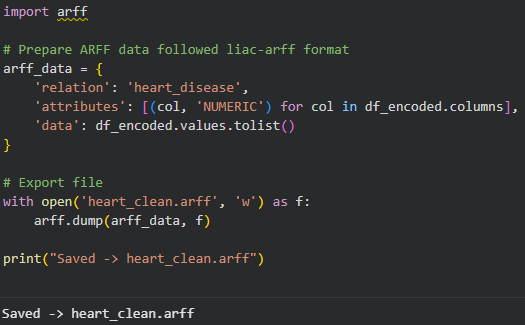 import arff
# Prepare ARFF data followed liac-arff format
arff_data = {
    'relation': 'heart_disease',
    'attributes': [(col, 'NUMERIC') for col in df_encoded.columns],
    'data': df_encoded.values.tolist()
}
# Export file
with open('heart_clean.arff', 'w') as f:
    arff.dump(arff_data, f)
print("Saved -> heart_clean.arff")
Saved -> heart_clean.arff